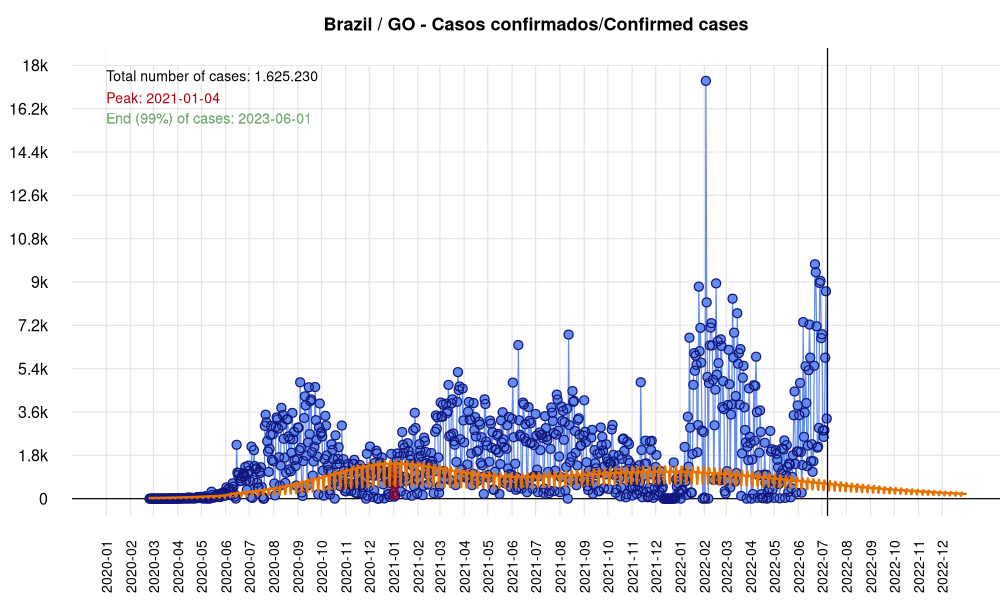 Brazil / GO - Casos confirmados/Confirmed cases
Total number of cases: 1.625.230
Peak: 2021-01-04
End (99%) of cases: 2023-06-01
18k
16.2k
14.4k
12.6k
10.8k
9k
7.2k
5.4k
3.6k
1.8k
0
2020-01
2020-02
2020-03
2020-04
2020-05
2020-06
2020-07
2020-08
2020-09
2020-10
2020-11
2020-12
2021-01
2021-02
2021-03
2021-04
2021-05
2021-06
2021-07
2021-08
2021-09
2021-10
2021-11
2021-12
2022-01
2022-02
2022-03
2022-04
2022-05
2022-06
2022-07
2022-08
2022-09
2022-10
2022-11
2022-12